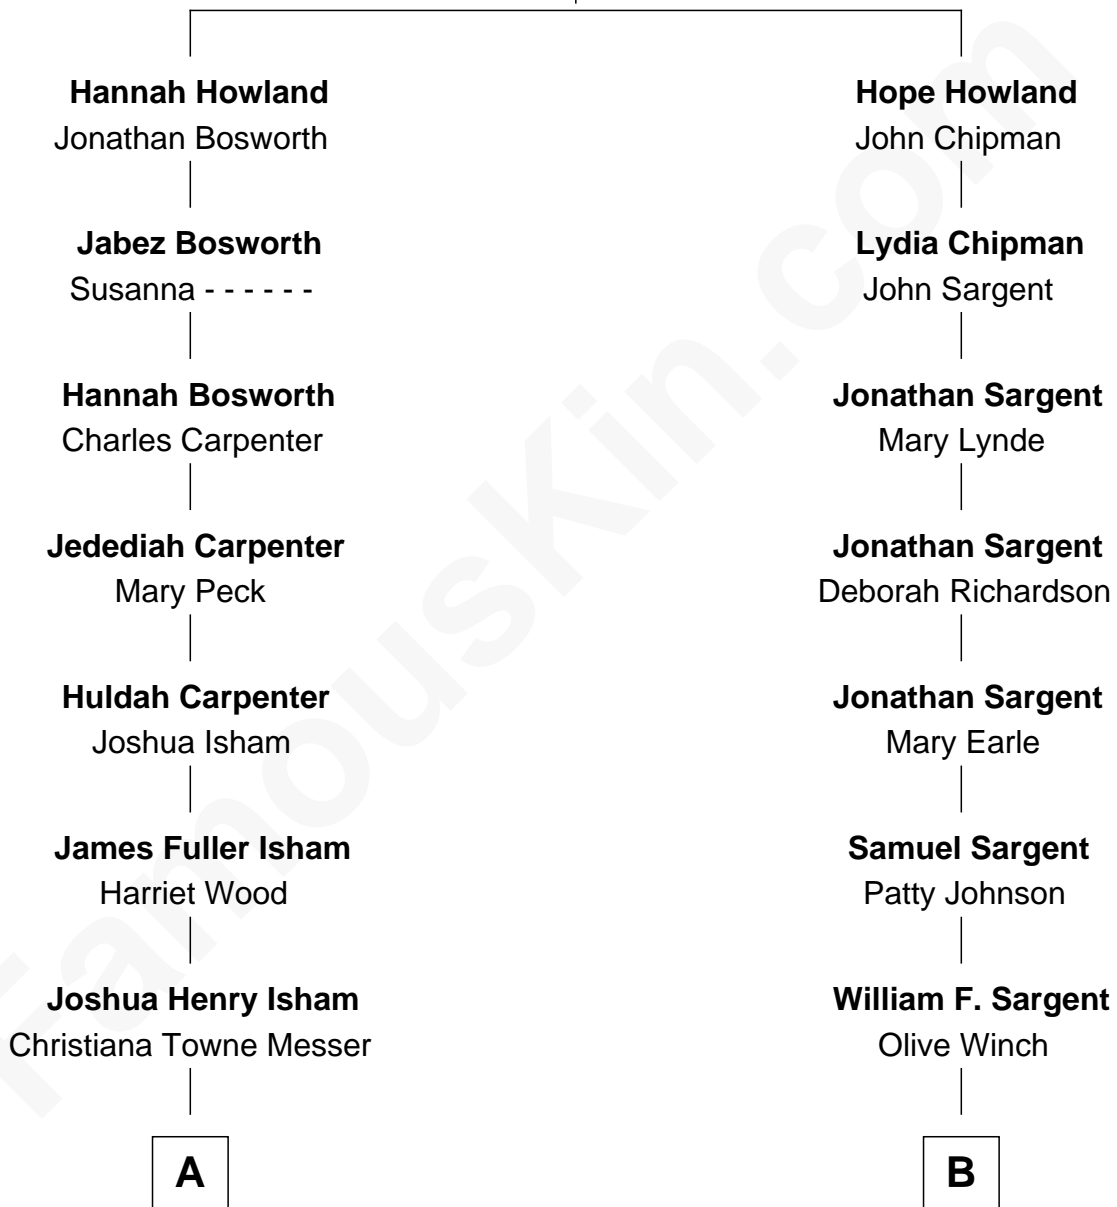 Hannah Howland
Jonathan Bosworth
Hope Howland
John Chipman
Jabez Bosworth
Susanna - - - - - -
Lydia Chipman
John Sargent
Hannah Bosworth
Charles Carpenter
Jonathan Sargent
Mary Lynde
Jedediah Carpenter
Mary Peck
Jonathan Sargent
Deborah Richardson
Huldah Carpenter
Joshua Isham
Jonathan Sargent
Mary Earle
James Fuller Isham
Harriet Wood
Samuel Sargent
Patty Johnson
Joshua Henry Isham
Christiana Towne Messer
William F. Sargent
Olive Winch
A
B
FamousKin.com